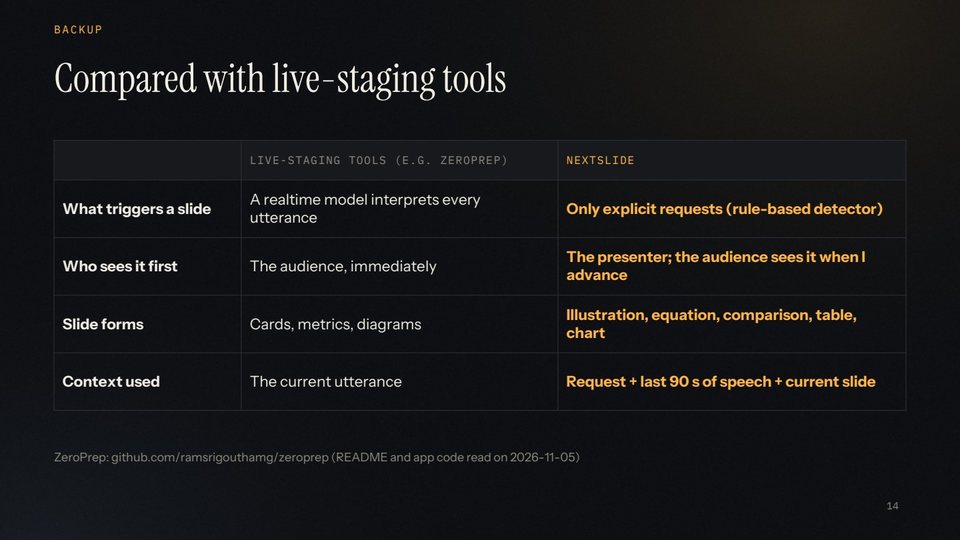 BACKUP
Compared with live-staging tools
LIVE-STAGING TOOLS (E.G. ZEROPREP)
NEXTSLIDE
What triggers a slide
A realtime model interprets every
utterance
Only explicit requests (rule-based detector)
Who sees it first
The audience, immediately
The presenter; the audience sees it when I
advance
Slide forms
Cards, metrics, diagrams
Illustration, equation, comparison, table,
chart
Context used
The current utterance
Request + last 90 s of speech + current slide
ZeroPrep: github.com/ramsrigouthamg/zeroprep (README and app code read on 2026-11-05)
14